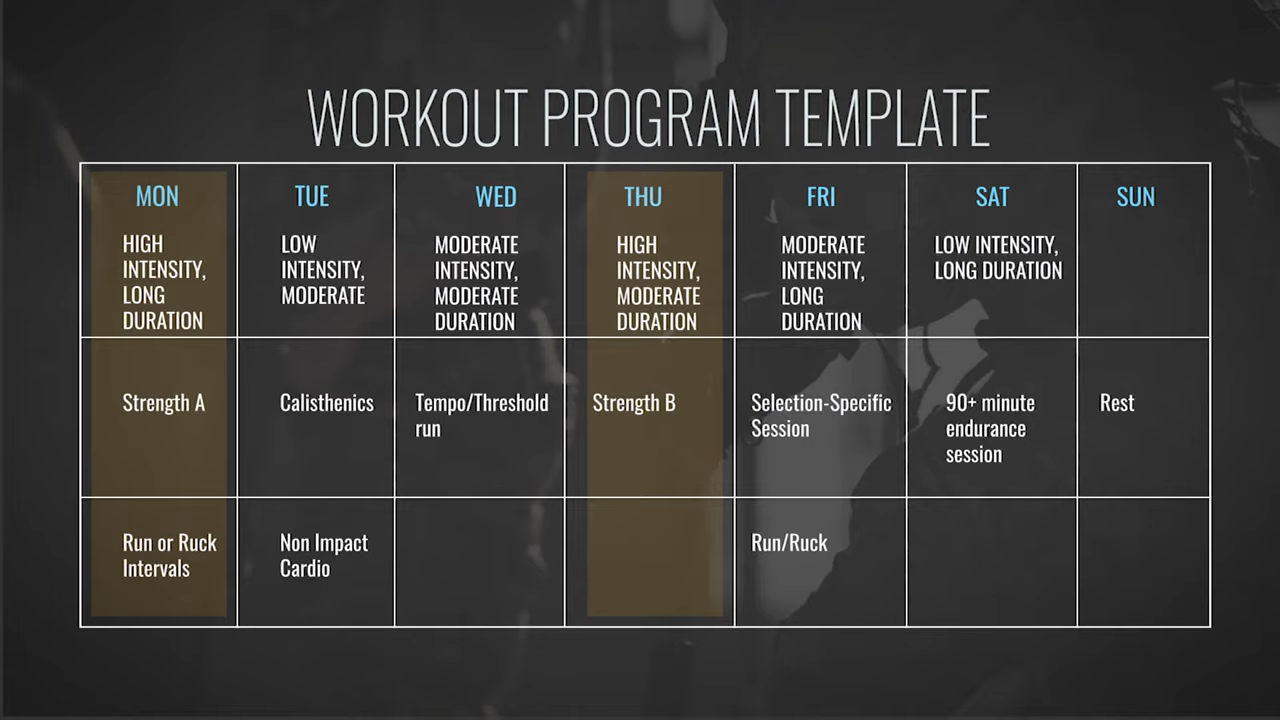 WORKOUT PROGRAM TEMPLATE
MON
HIGH
INTENSITY,
LONG
DURATION
TUE
LOW
INTENSITY,
MODERATE
WED
MODERATE
INTENSITY,
MODERATE
DURATION
THU
HIGH
INTENSITY,
MODERATE
DURATION
FRI
MODERATE
INTENSITY,
LONG
DURATION
SAT
LOW INTENSITY,
LONG DURATION
SUN
Strength A
Calisthenics
Tempo/Threshold
run
Strength B
Selection-Specific
Session
90+ minute
endurance
session
Rest
Run or Ruck
Intervals
Non Impact
Cardio
Run/Ruck